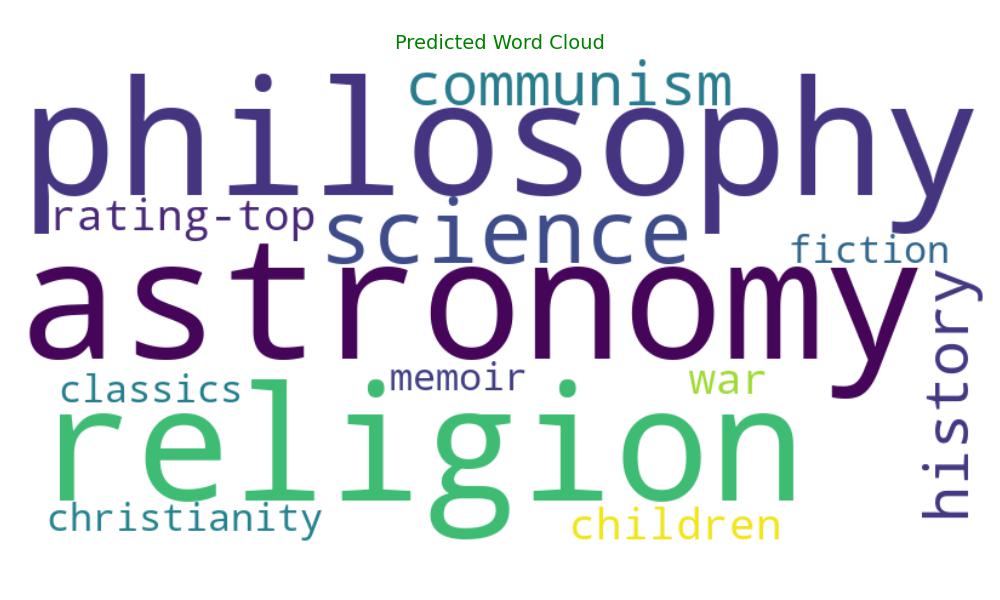 Predicted Word Cloud
communism
philosophy
rating-top
science
fiction
astronomy
history
classics
memoir
war
religion
christianity
children